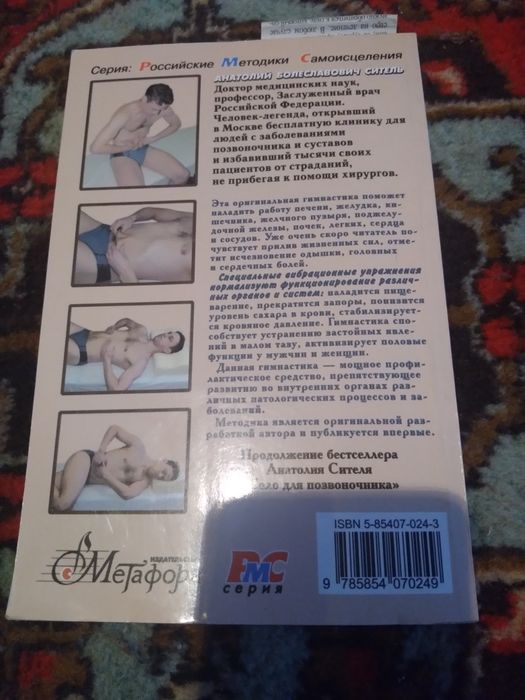 Серия: Российские Методики Самоисцеления
АНАТОЛИЙ БОЛЕСЛАВОВИЧ СИТЕЛЬ
Доктор медицинских наук,
профессор, Заслуженный врач
Российской Федерации.
Человек-легенда, открывший
в Москве бесплатную клинику для
людей с заболеваниями
позвоночника и суставов
и избавивший тысячи своих
пациентов от страданий,
не прибегая к помощи хирургов.
Эта оригинальная гимнастика поможет
наладить работу печени, желудка, ки-
шечника, желчного пузыря, поджелу-
дочной железы, почек, легких, сердца
и сосудов. Уже очень скоро читатель по-
чувствует прилив жизненных сил, отме-
тит исчезновение одышки, головных
и сердечных болей.
Специальные вибрационные упражнения
нормализуют функционирование различ-
ных органов и систем: наладится пище-
варение, прекратятся запоры, понизится
уровень сахара в крови, стабилизирует-
ся кровяное давление. Гимнастика спо-
собствует устранению застойных явле-
ний в малом тазу, активизирует половые
функции у мужчин и женщин.
Данная гимнастика — мощное профи-
лактическое средство, препятствующее
развитию во внутренних органах раз-
личных патологических процессов и за-
болеваний.
Методика является оригинальной раз-
работкой автора и публикуется впервые.
Продолжение бестселлера
Анатолия Сителя
для позвоночника»
ISBN 5-85407-024-3
9 785854 070249
ИЗДАТЕЛЬС
Метафора
РМС
серия